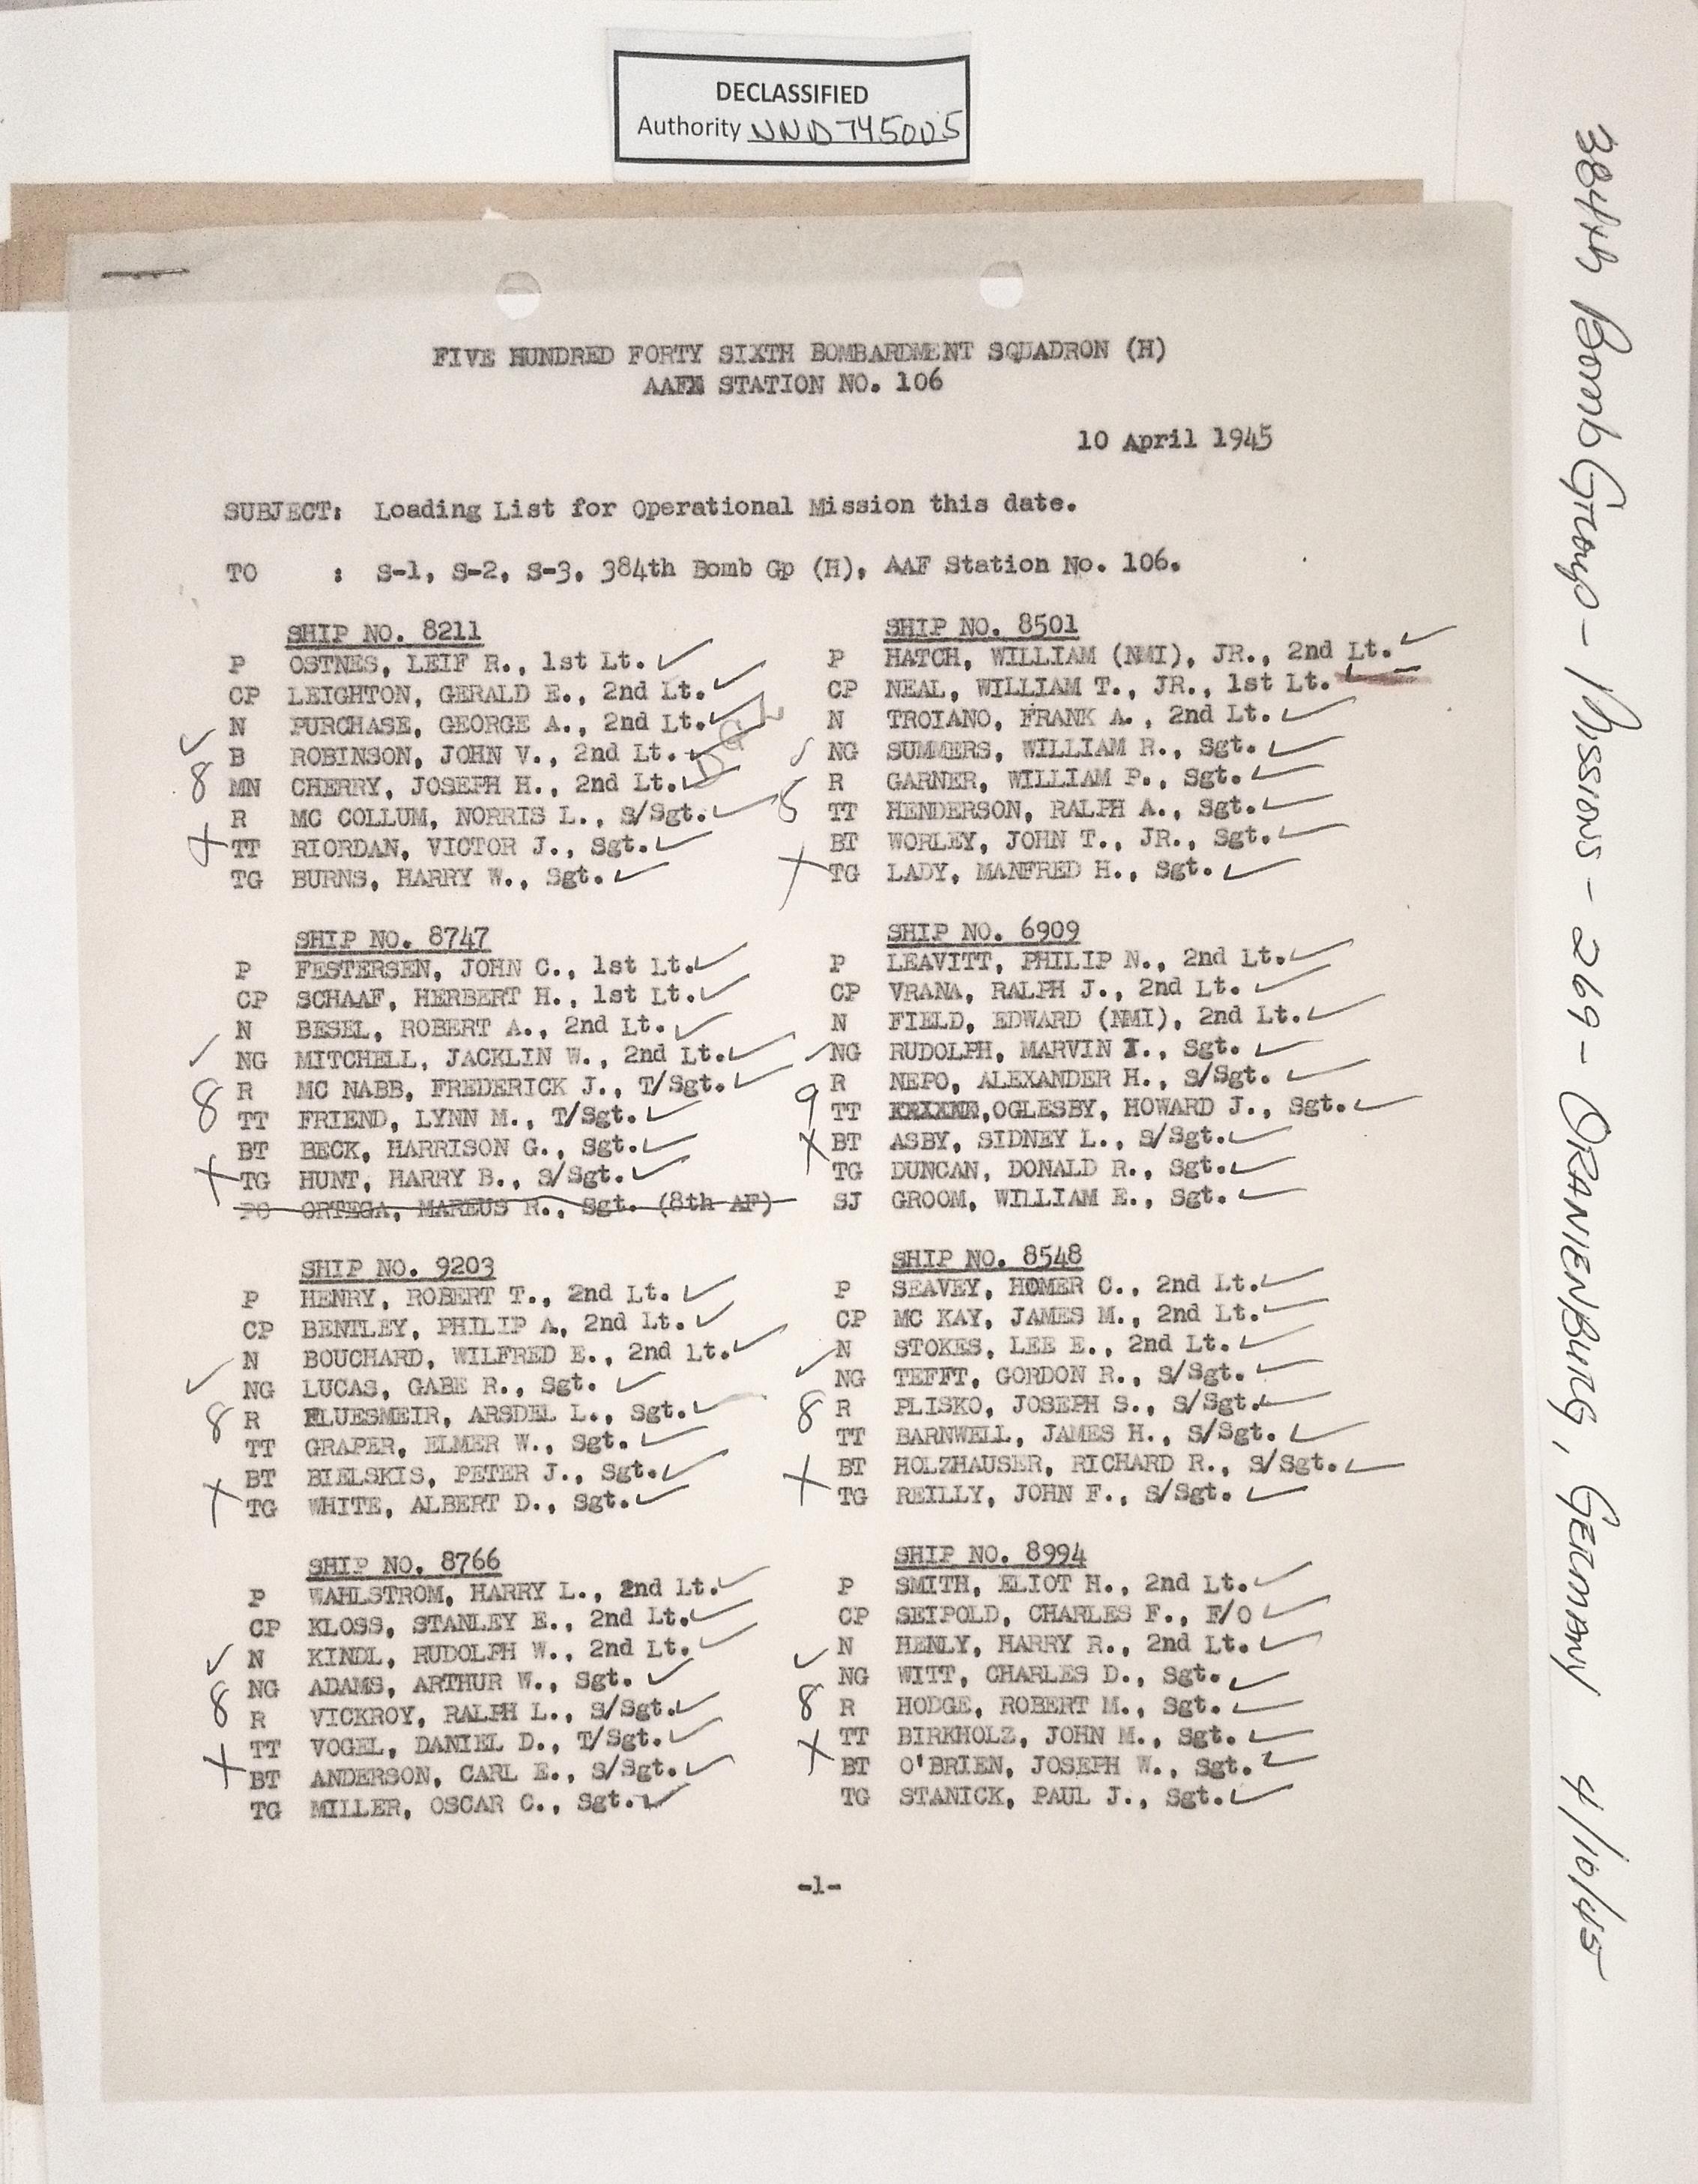 DECLASSIFIED
Authority NND745005
FIVE HUNDRED FORTY SIXTH BOMBARDMENT SQUADRON (H)
AAF STATION NO. 106
10 April 1945
SUBJECT: Loading List for Operational Mission this date.
TO : S-1, S-2, S-3, 384th Bomb Gp (H), AAF Station No. 106.
SHIP NO. 8211
P OSTNES, LEIF R., 1st Lt. ✓
CP LEIGHTON, GERALD E., 2nd Lt. ✓
N PURCHASE, GEORGE A., 2nd Lt. ✓
✓ B ROBINSON, JOHN V., 2nd Lt. ✓
8 MN CHERRY, JOSEPH H., 2nd Lt. ✓
R MC COLLUM, NORRIS L., S/Sgt. ✓
X TT RIORDAN, VICTOR J., Sgt. ✓
TG BURNS, HARRY W., Sgt. ✓
SHIP NO. 8501
P HATCH, WILLIAM (NMI), JR., 2nd Lt. ✓
CP NEAL, WILLIAM T., JR., 1st Lt. ✓
N TROIANO, FRANK A., 2nd Lt. ✓
✓ NG SUMMERS, WILLIAM R., Sgt. ✓
R GARNER, WILLIAM P., Sgt. ✓
8 TT HENDERSON, RALPH A., Sgt. ✓
BT WORLEY, JOHN T., JR., Sgt. ✓
X TG LADY, MANFRED H., Sgt. ✓
SHIP NO. 8747
P FESTERSEN, JOHN C., 1st Lt. ✓
CP SCHAAF, HERBERT H., 1st Lt. ✓
N BESEL, ROBERT A., 2nd Lt. ✓
✓ NG MITCHELL, JACKLIN W., 2nd Lt. ✓
8 R MC NABB, FREDERICK J., T/Sgt. ✓
TT FRIEND, LYNN M., T/Sgt. ✓
BT BECK, HARRISON G., Sgt. ✓
X TG HUNT, HARRY B., S/Sgt. ✓
PO ORTEGA, MARCUS R., Sgt. (8th AF)
SHIP NO. 6909
P LEAVITT, PHILIP N., 2nd Lt. ✓
CP VRANA, RALPH J., 2nd Lt. ✓
N FIELD, EDWARD (NMI), 2nd Lt. ✓
✓ NG RUDOLPH, MARVIN I., Sgt. ✓
R NEPO, ALEXANDER H., S/Sgt. ✓
9 TT OGLESBY, HOWARD J., Sgt. ✓
X BT ASBY, SIDNEY L., S/Sgt. ✓
TG DUNCAN, DONALD R., Sgt. ✓
SJ GROOM, WILLIAM E., Sgt. ✓
SHIP NO. 9203
P HENRY, ROBERT T., 2nd Lt. ✓
CP BENTLEY, PHILIP A, 2nd Lt. ✓
N BOUCHARD, WILFRED E., 2nd Lt. ✓
✓ NG LUCAS, GABE R., Sgt. ✓
8 R FLUESMEIR, ARSDEL L., Sgt. ✓
TT GRAPER, ELMER W., Sgt. ✓
BT BIELSKIS, PETER J., Sgt. ✓
X TG WHITE, ALBERT D., Sgt. ✓
SHIP NO. 8548
P SEAVEY, HOMER C., 2nd Lt. ✓
CP MC KAY, JAMES M., 2nd Lt. ✓
✓ N STOKES, LEE E., 2nd Lt. ✓
NG TEFFT, GORDON R., S/Sgt. ✓
8 R PLISKO, JOSEPH S., S/Sgt. ✓
TT BARNWELL, JAMES H., S/Sgt. ✓
X BT HOLZHAUSER, RICHARD R., S/Sgt. ✓
TG REILLY, JOHN F., S/Sgt. ✓
SHIP NO. 8766
P WAHLSTROM, HARRY L., 2nd Lt. ✓
CP KLOSS, STANLEY E., 2nd Lt. ✓
✓ N KINDL, RUDOLPH W., 2nd Lt. ✓
NG ADAMS, ARTHUR W., Sgt. ✓
8 R VICKROY, RALPH L., S/Sgt. ✓
TT VOGEL, DANIEL D., T/Sgt. ✓
X BT ANDERSON, CARL E., S/Sgt. ✓
TG MILLER, OSCAR C., Sgt. ✓
SHIP NO. 8994
P SMITH, ELIOT H., 2nd Lt. ✓
CP SEIPOLD, CHARLES F., F/O ✓
✓ N HENLY, HARRY R., 2nd Lt. ✓
NG WITT, CHARLES D., Sgt. ✓
8 R HODGE, ROBERT M., Sgt. ✓
TT BIRKHOLZ, JOHN M., Sgt. ✓
X BT O'BRIEN, JOSEPH W., Sgt. ✓
TG STANICK, PAUL J., Sgt. ✓
-1-
384th Bomb Group - Missions - 269 - ORANIENBURG, GERMANY 4/10/45